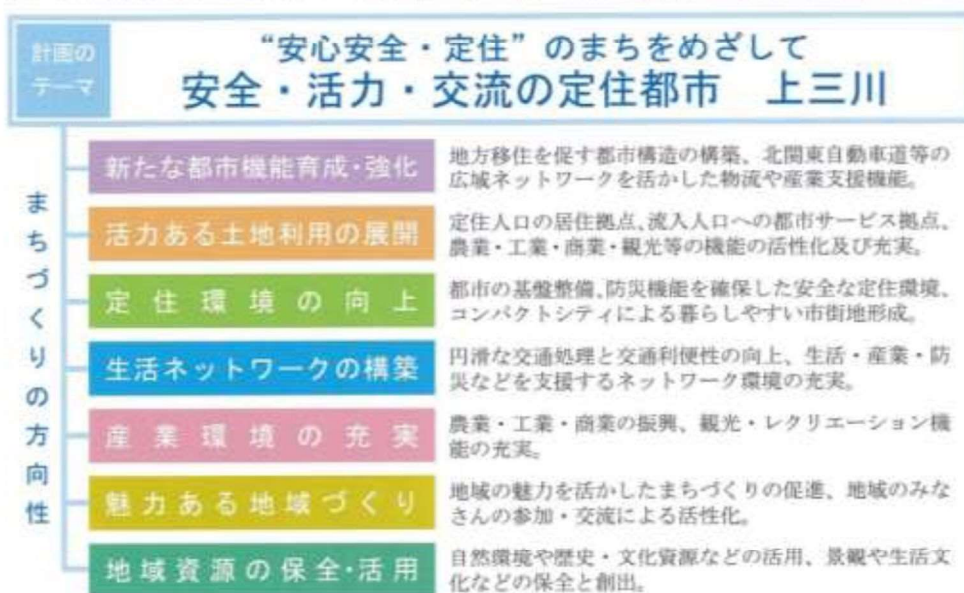 計画の
テーマ
“安心安全・定住”のまちをめざして
安全・活力・交流の定住都市　上三川
まちづくりの方向性
新たな都市機能育成・強化
地方移住を促す都市構造の構築、北関東自動車道等の
広域ネットワークを活かした物流や産業支援機能。
活力ある土地利用の展開
定住人口の居住拠点、流入人口への都市サービス拠点、
農業・工業・商業・観光等の機能の活性化及び充実。
定住環境の向上
都市の基盤整備、防災機能を確保した安全な定住環境、
コンパクトシティによる暮らしやすい市街地形成。
生活ネットワークの構築
円滑な交通処理と交通利便性の向上、生活・産業・防
災などを支援するネットワーク環境の充実。
産業環境の充実
農業・工業・商業の振興、観光・レクリエーション機
能の充実。
魅力ある地域づくり
地域の魅力を活かしたまちづくりの促進、地域のみな
さんの参加・交流による活性化。
地域資源の保全・活用
自然環境や歴史・文化資源などの活用、景観や生活文
化などの保全と創出。